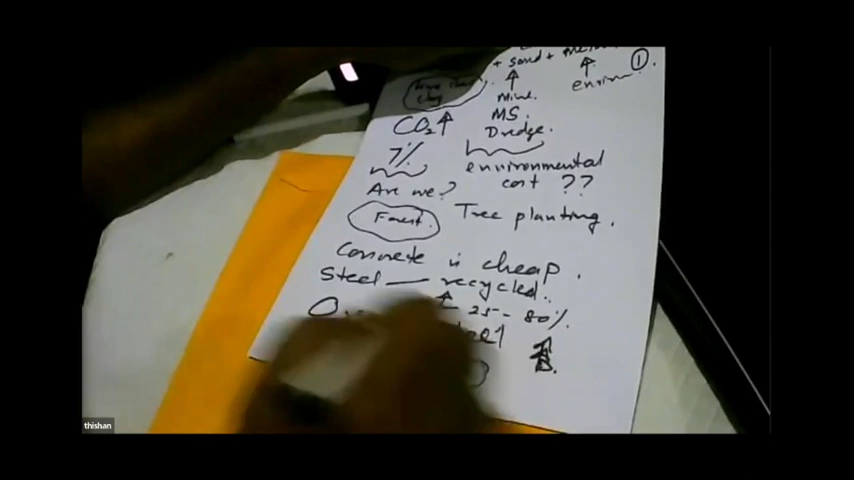 + sand +
①
Mine.
MS.
Dredge.
CO₂ ↑
7%
environmental
cost ??
Are we?
Forest
Tree planting.
Concrete is cheap.
Steel — recycled.
25 - 80%
thishan